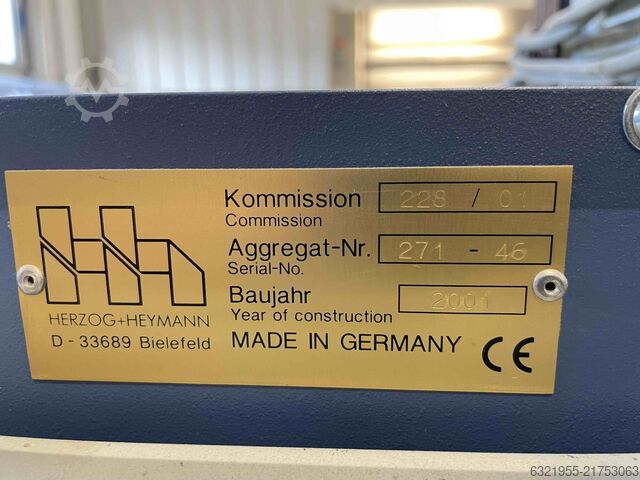 Kommission 228 / 01
Commission
Aggregat-Nr. 271 - 46
Serial-No.
Baujahr 2001
Year of construction
HERZOG+HEYMANN
D - 33689 Bielefeld
MADE IN GERMANY CE
6321955-21753063